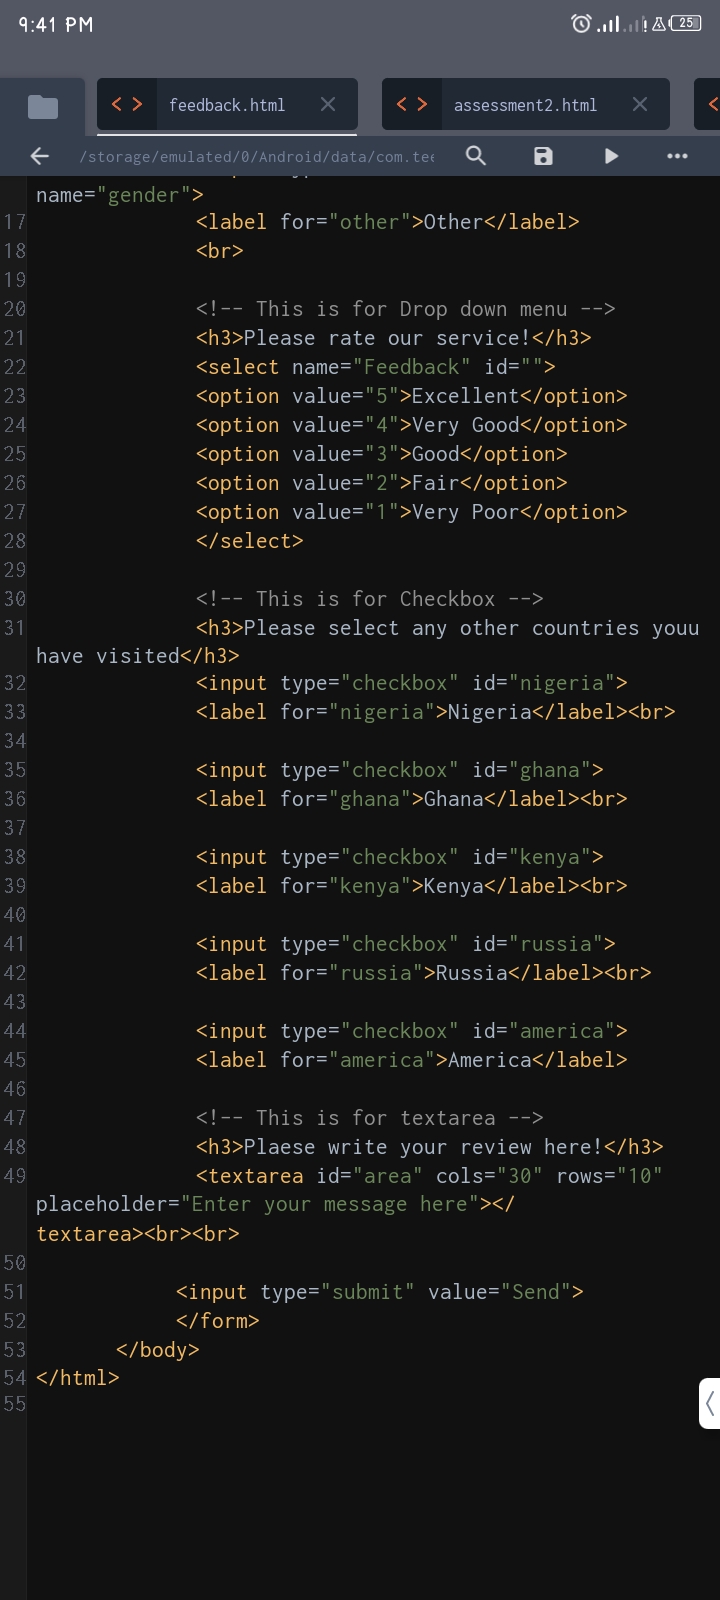 9:41 PM
25
feedback.html
assessment2.html
/storage/emulated/0/Android/data/com.tee
name="gender">
17 <label for="other">Other</label>
18 <br>
19
20 <!-- This is for Drop down menu -->
21 <h3>Please rate our service!</h3>
22 <select name="Feedback" id="">
23 <option value="5">Excellent</option>
24 <option value="4">Very Good</option>
25 <option value="3">Good</option>
26 <option value="2">Fair</option>
27 <option value="1">Very Poor</option>
28 </select>
29
30 <!-- This is for Checkbox -->
31 <h3>Please select any other countries youu
have visited</h3>
32 <input type="checkbox" id="nigeria">
33 <label for="nigeria">Nigeria</label><br>
34
35 <input type="checkbox" id="ghana">
36 <label for="ghana">Ghana</label><br>
37
38 <input type="checkbox" id="kenya">
39 <label for="kenya">Kenya</label><br>
40
41 <input type="checkbox" id="russia">
42 <label for="russia">Russia</label><br>
43
44 <input type="checkbox" id="america">
45 <label for="america">America</label>
46
47 <!-- This is for textarea -->
48 <h3>Plaese write your review here!</h3>
49 <textarea id="area" cols="30" rows="10"
placeholder="Enter your message here"></
textarea><br><br>
50
51 <input type="submit" value="Send">
52 </form>
53 </body>
54 </html>
55